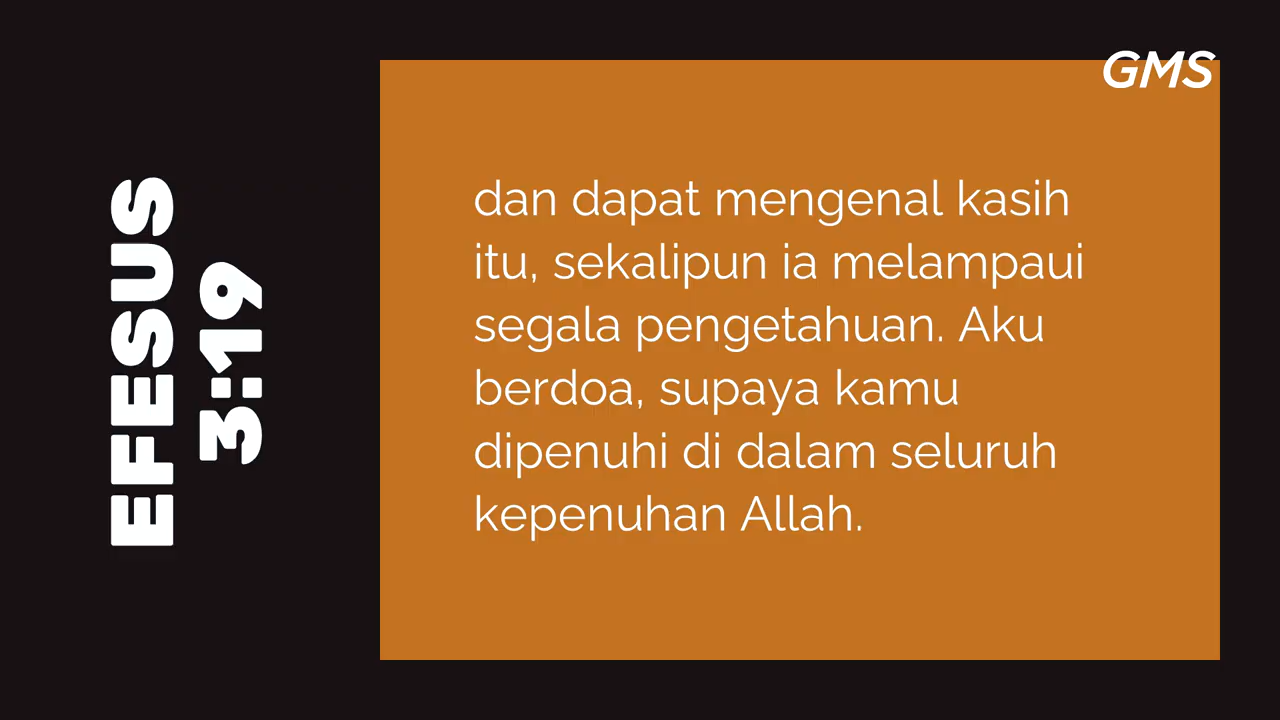 EFESUS
3:19
GMS
dan dapat mengenal kasih
itu, sekalipun ia melampaui
segala pengetahuan. Aku
berdoa, supaya kamu
dipenuhi di dalam seluruh
kepenuhan Allah.